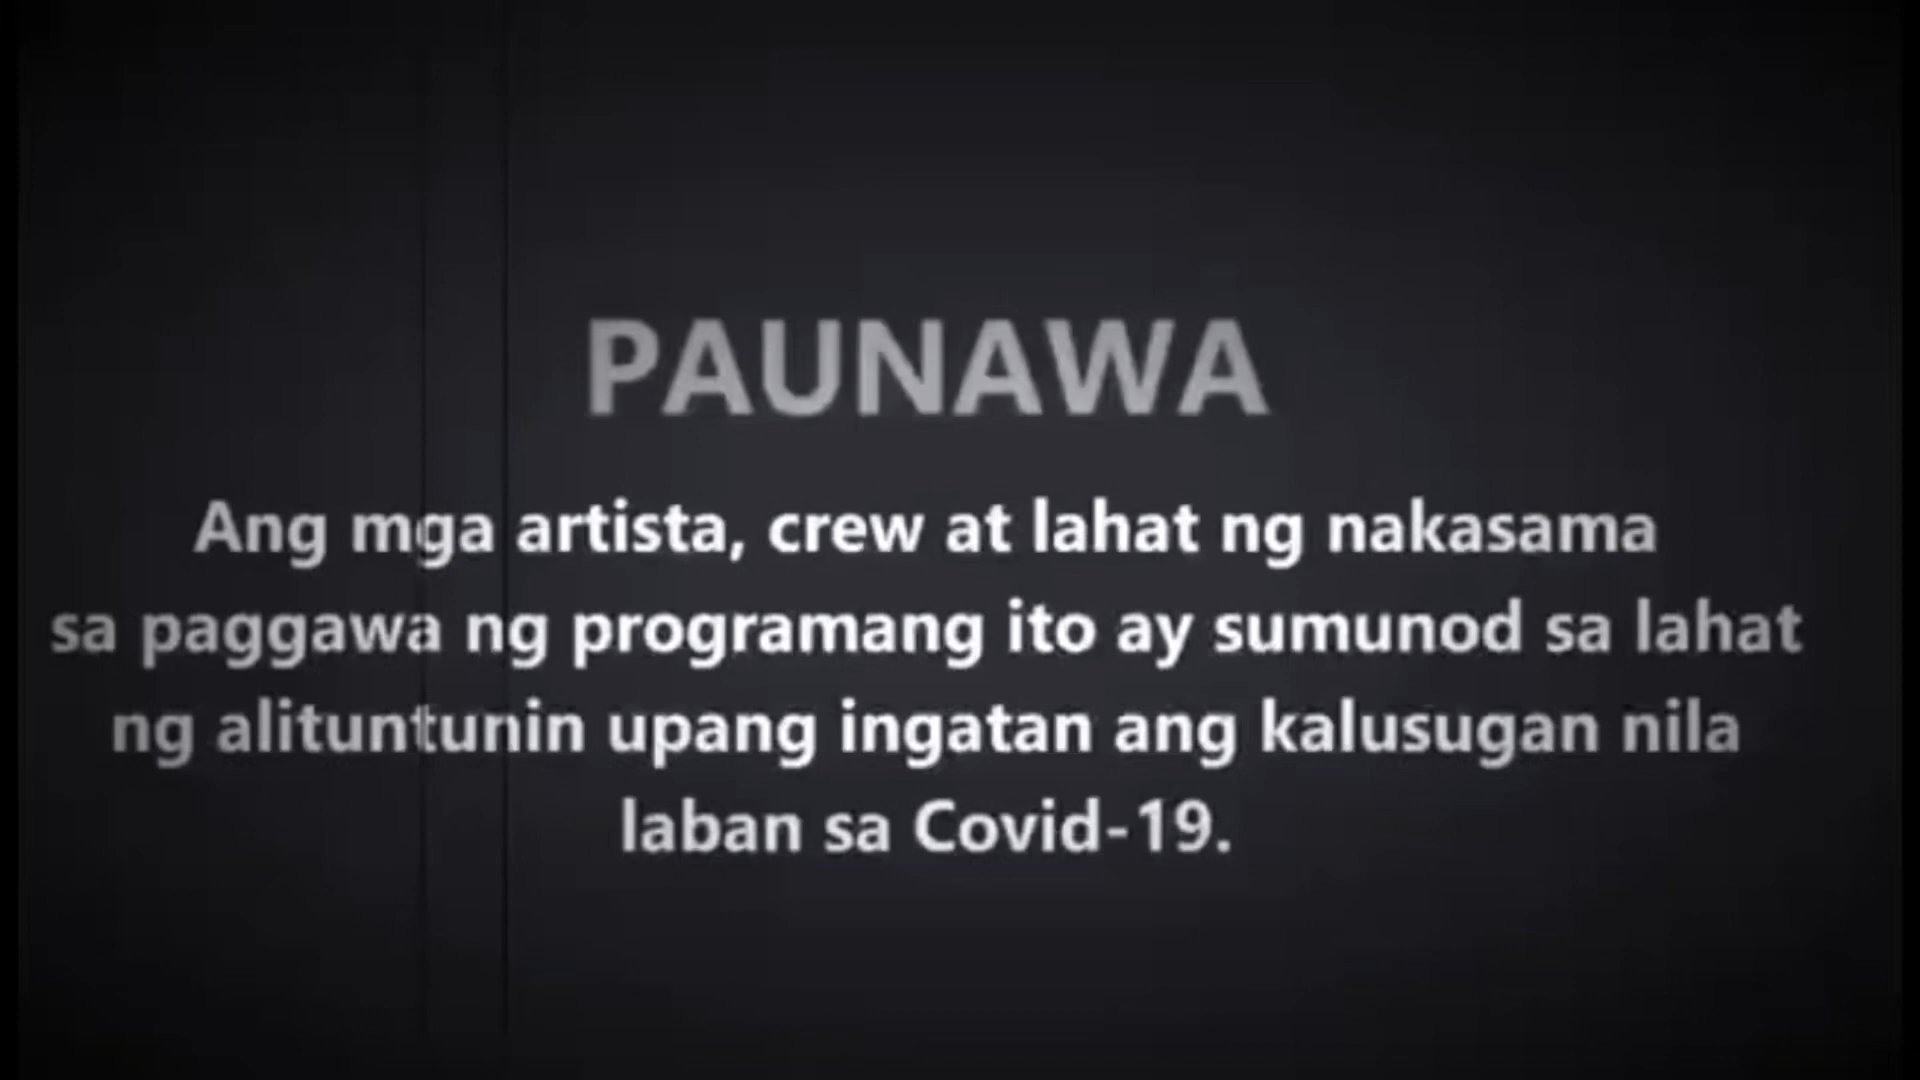 PAUNAWA
Ang mga artista, crew at lahat ng nakasama
sa paggawa ng programang ito ay sumunod sa lahat
ng alituntunin upang ingatan ang kalusugan nila
laban sa Covid-19.